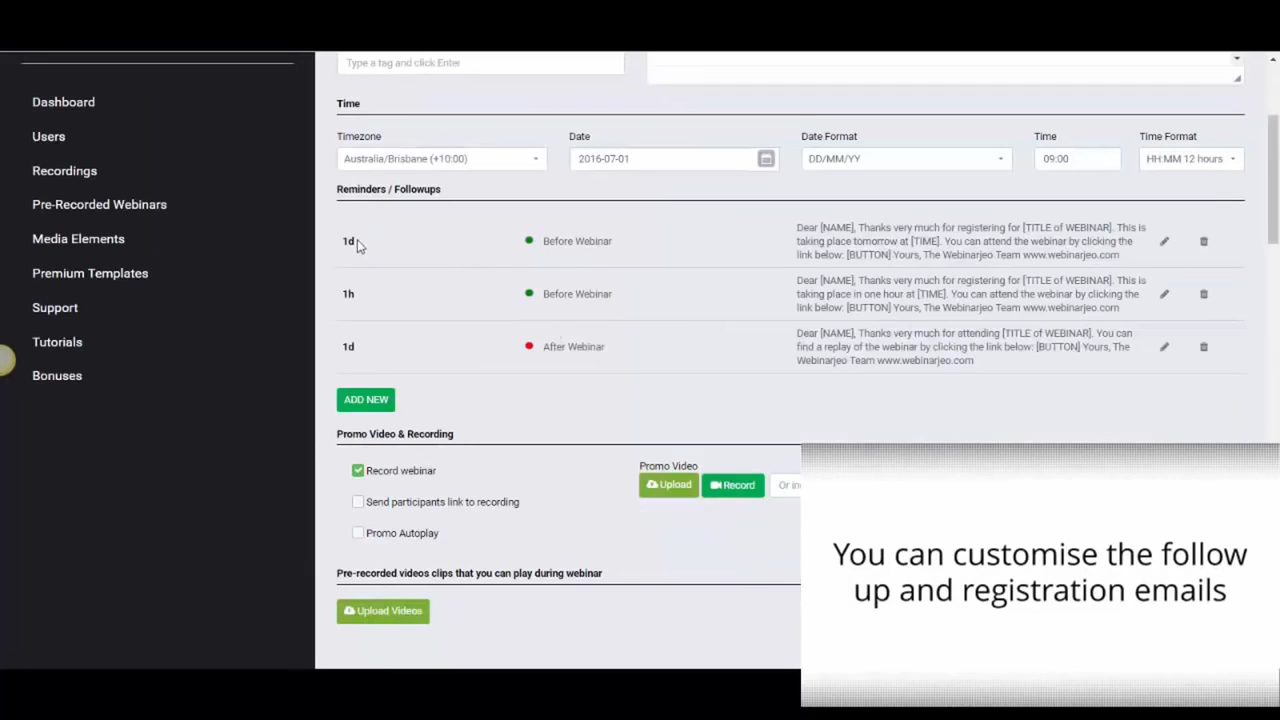 Type a tag and click Enter
Dashboard
Users
Recordings
Pre-Recorded Webinars
Media Elements
Premium Templates
Support
Tutorials
Bonuses
Time
Timezone
Date
Date Format
Time
Time Format
Australia/Brisbane (+10:00)
2016-07-01
DD/MM/YY
09:00
HH:MM 12 hours
Reminders / Followups
1d
Before Webinar
Dear [NAME], Thanks very much for registering for [TITLE of WEBINAR]. This is
taking place tomorrow at [TIME]. You can attend the webinar by clicking the
link below: [BUTTON] Yours, The Webinarjeo Team www.webinarjeo.com
1h
Before Webinar
Dear [NAME], Thanks very much for registering for [TITLE of WEBINAR]. This is
taking place in one hour at [TIME]. You can attend the webinar by clicking the
link below: [BUTTON] Yours, The Webinarjeo Team www.webinarjeo.com
1d
After Webinar
Dear [NAME], Thanks very much for attending [TITLE of WEBINAR]. You can
find a replay of the webinar by clicking the link below: [BUTTON] Yours, The
Webinarjeo Team www.webinarjeo.com
ADD NEW
Promo Video & Recording
Record webinar
Send participants link to recording
Promo Autoplay
Promo Video
Upload
Record
Or
Pre-recorded videos clips that you can play during webinar
Upload Videos
You can customise the follow
up and registration emails